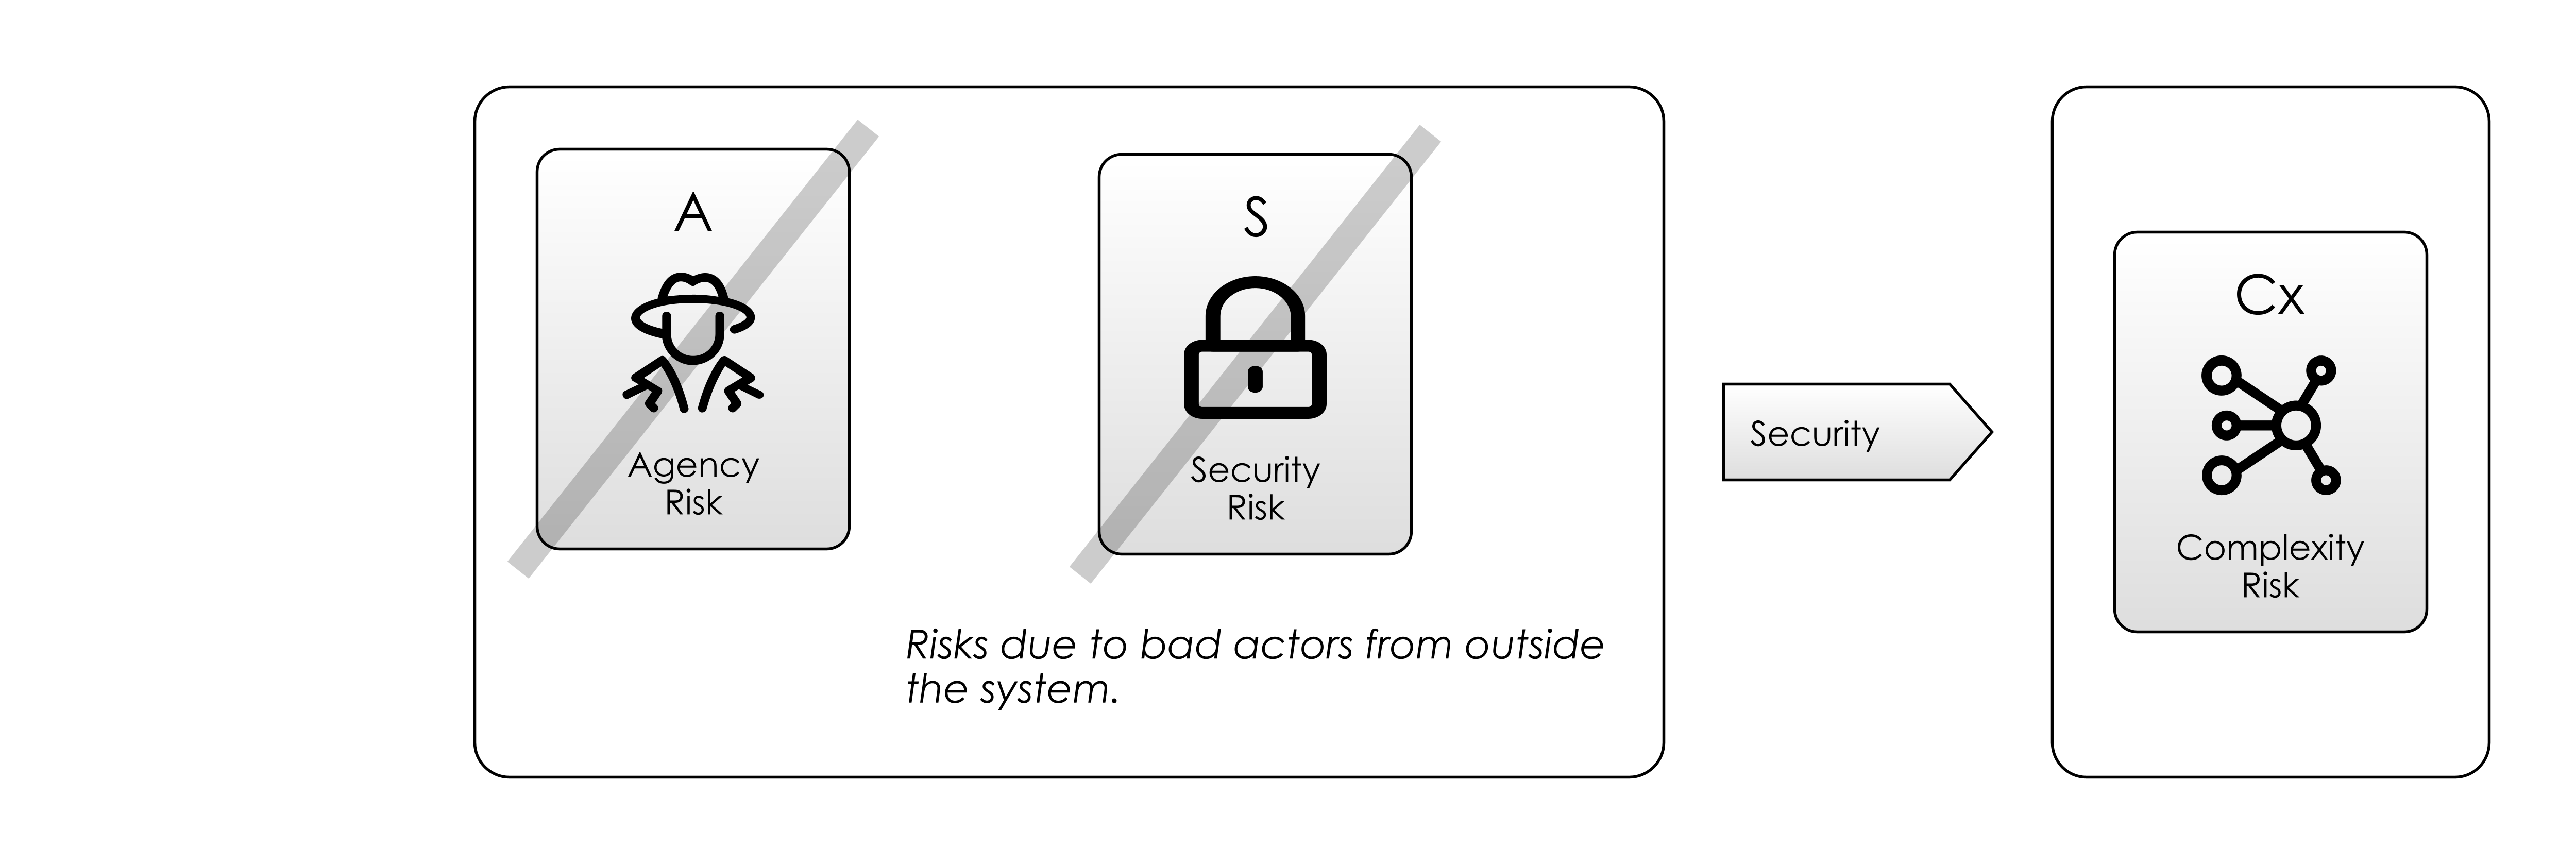 A
Agency
Risk
S
Security
Risk
Risks due to bad actors from outside
the system.
Security
Cx
Complexity
Risk